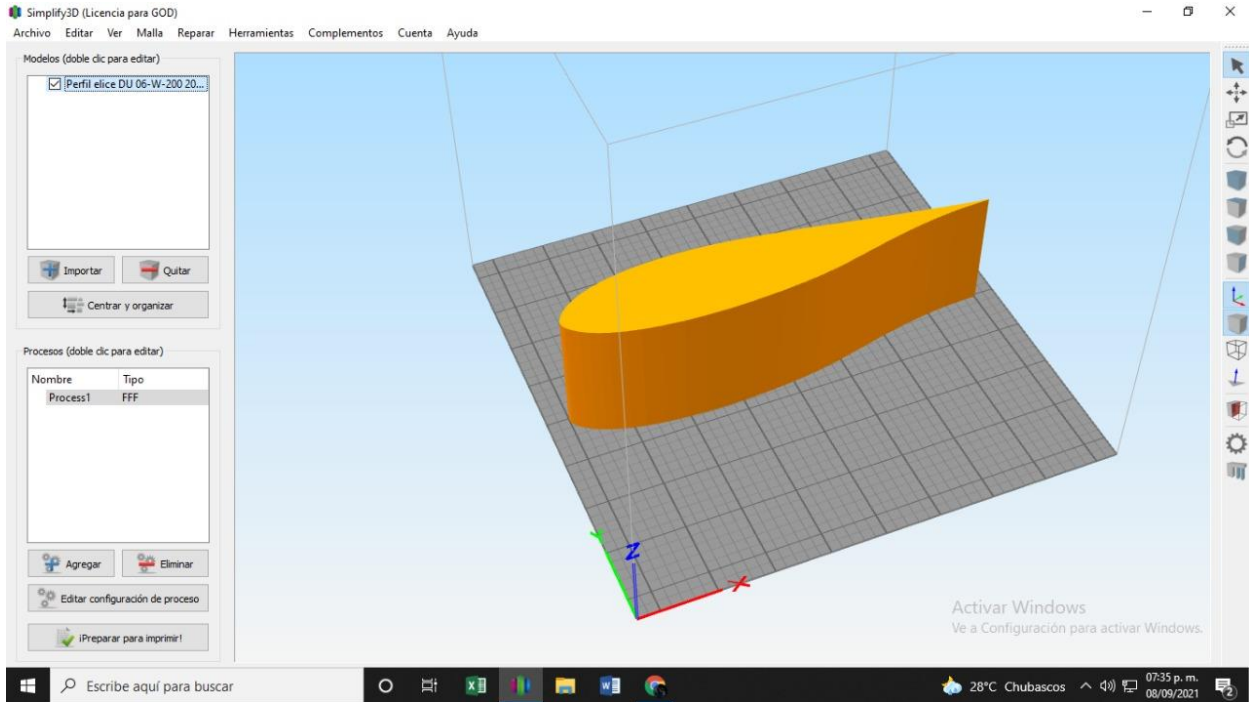 Simplify3D (Licencia para GOD)
Archivo Editar Ver Malla Reparar Herramientas Complementos Cuenta Ayuda
Modelos (doble clic para editar)
Perfil elice DU 06-W-200 20...
Importar Quitar
Centrar y organizar
Procesos (doble clic para editar)
Nombre Tipo
Process1 FFF
Agregar Eliminar
Editar configuración de proceso
¡Preparar para imprimir!
Y
Z
X
Activar Windows
Ve a Configuración para activar Windows.
Escribe aquí para buscar
28°C Chubascos
07:35 p. m.
08/09/2021
2